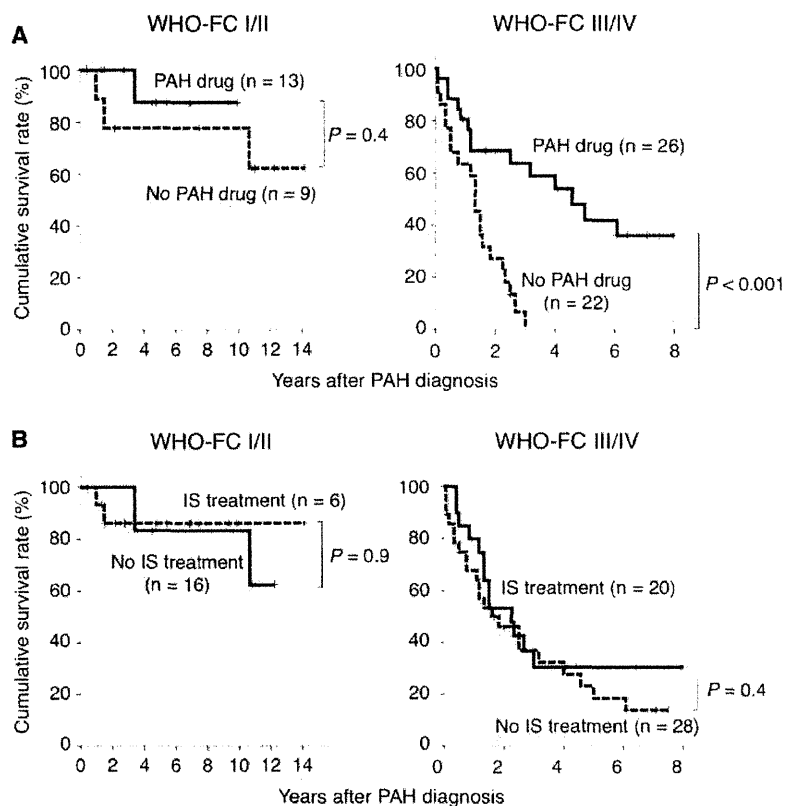 A
WHO-FC I/II
WHO-FC III/IV
Cumulative survival rate (%)
100
80
60
40
20
0
PAH drug (n = 13)
No PAH drug (n = 9)
P = 0.4
0 2 4 6 8 10 12 14
100
80
60
40
20
0
PAH drug (n = 26)
No PAH drug
(n = 22)
P < 0.001
0 2 4 6 8
Years after PAH diagnosis
B
WHO-FC I/II
WHO-FC III/IV
Cumulative survival rate (%)
100
80
60
40
20
0
IS treatment (n = 6)
No IS treatment
(n = 16)
P = 0.9
0 2 4 6 8 10 12 14
100
80
60
40
20
0
IS treatment (n = 20)
No IS treatment (n = 28)
P = 0.4
0 2 4 6 8
Years after PAH diagnosis